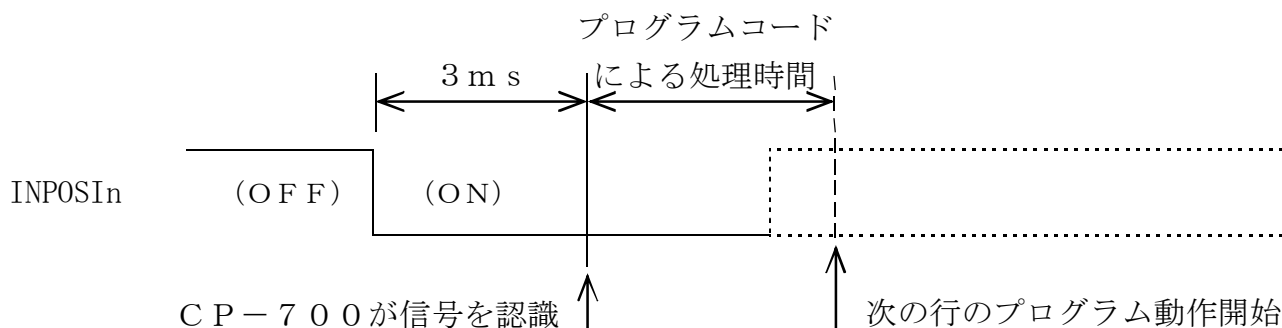 プログラムコード
3ms
による処理時間
INPOSIn
(OFF)
(ON)
CP－700が信号を認識
次の行のプログラム動作開始